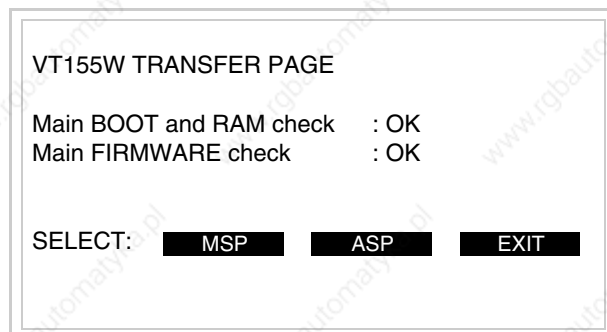 VT155W TRANSFER PAGE
Main BOOT and RAM check : OK
Main FIRMWARE check : OK
SELECT: MSP ASP EXIT